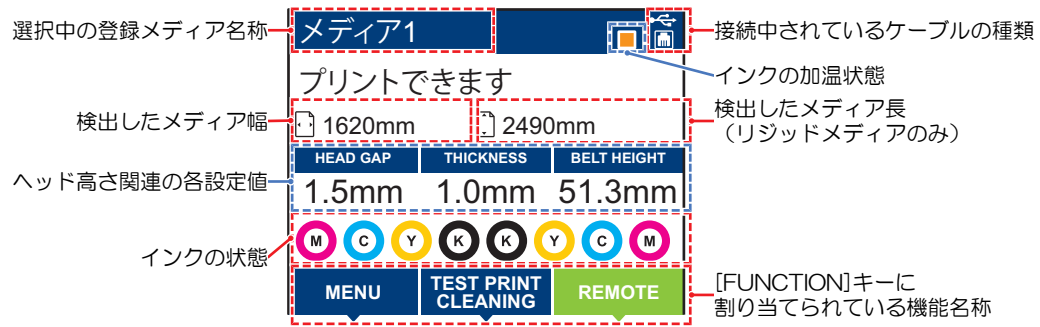 選択中の登録メディア名称
メディア1
接続中されているケーブルの種類
インクの加温状態
プリントできます
検出したメディア幅
1620mm
2490mm
検出したメディア長
（リジッドメディアのみ）
HEAD GAP
THICKNESS
BELT HEIGHT
ヘッド高さ関連の各設定値
1.5mm
1.0mm
51.3mm
M C Y K K Y C M
インクの状態
MENU
TEST PRINT
CLEANING
REMOTE
[FUNCTION]キーに
割り当てられている機能名称